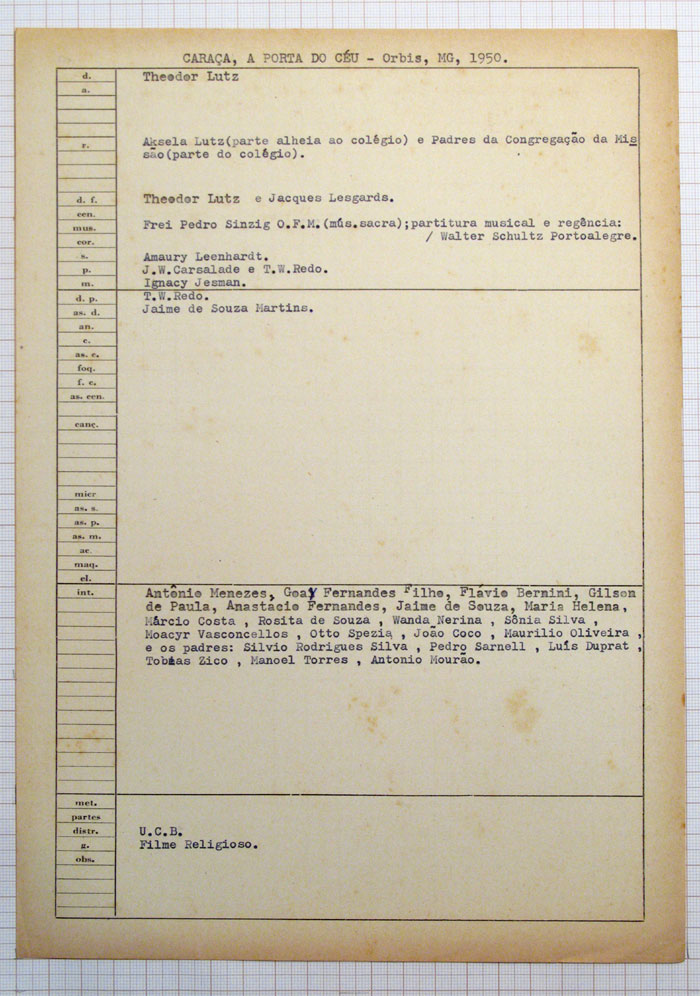 CARAÇA, A PORTA DO CÉU - Orbis, MG, 1950.
d. Theodor Lutz
a.
r. Aksela Lutz(parte alheia ao colégio) e Padres da Congregação da Mis
são(parte do colégio).
d. f. Theodor Lutz e Jacques Lesgards.
cen.
mus. Frei Pedro Sinzig O.F.M.(mús.sacra);partitura musical e regência:
cor. / Walter Schultz Portoalegre.
s. Amaury Leenhardt.
p. J.W.Carsalade e T.W.Redo.
m. Ignacy Jesman.
d. p. T.W.Redo.
as. d. Jaime de Souza Martins.
an.
c.
as. c.
foq.
f. c.
as. cen.
canç.
micr
as. s.
as. p.
as. m.
ac.
maq.
el.
int. Antônio Menezes, Goay Fernandes Filho, Flávio Bernini, Gilson
de Paula, Anastacio Fernandes, Jaime de Souza, Maria Helena,
Márcio Costa , Rosita de Souza , Wanda Nerina , Sônia Silva ,
Moacyr Vasconcellos , Otto Spezia , João Coco , Maurilio Oliveira ,
e os padres: Silvio Rodrigues Silva , Pedro Sarnell , Luís Duprat ,
Tobias Zico , Manoel Torres , Antonio Mourão.
met.
partes
distr. U.C.B.
g. Filme Religioso.
obs.